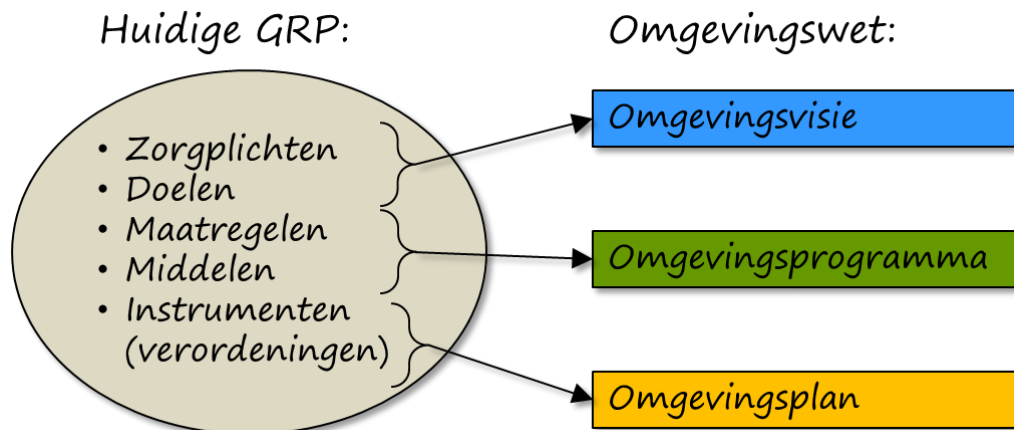 Huidige GRP:
• Zorgplichten
• Doelen
• Maatregelen
• Middelen
• Instrumenten
(verordeningen)
Omgevingswet:
Omgevingsvisie
Omgevingsprogramma
Omgevingsplan